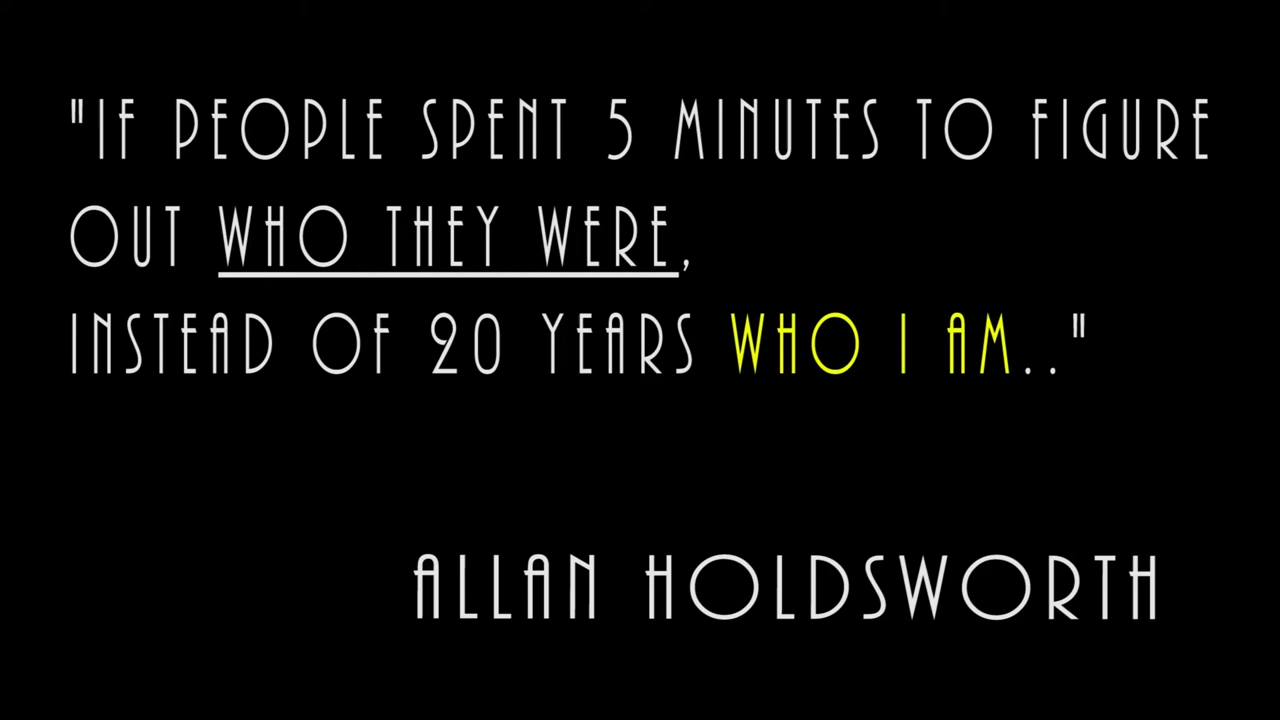 "IF PEOPLE SPENT 5 MINUTES TO FIGURE
OUT WHO THEY WERE,
INSTEAD OF 20 YEARS WHO I AM.."
ALLAN HOLDSWORTH